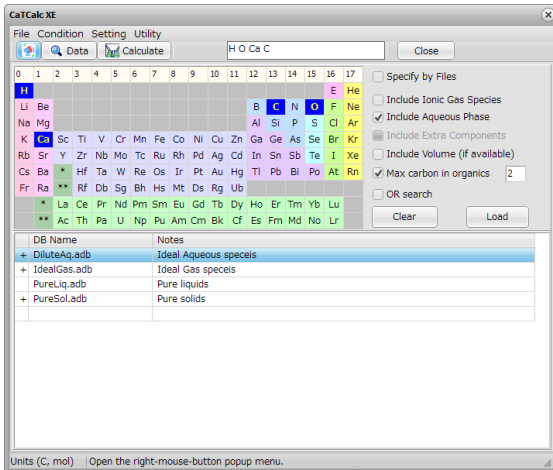 CaTCalc XE
File Condition Setting Utility
Data Calculate H O Ca C Close
0 1 2 3 4 5 6 7 8 9 10 11 12 13 14 15 16 17
Specify by Files
H E He
Include Ionic Gas Species
Li Be B C N O F Ne
Include Aqueous Phase
Na Mg Al Si P S Cl Ar
Include Extra Components
K Ca Sc Ti V Cr Mn Fe Co Ni Cu Zn Ga Ge As Se Br Kr
Include Volume (if available)
Rb Sr Y Zr Nb Mo Tc Ru Rh Pd Ag Cd In Sn Sb Te I Xe
Max carbon in organics 2
Cs Ba * Hf Ta W Re Os Ir Pt Au Hg Tl Pb Bi Po At Rn
OR search
Fr Ra ** Rf Db Sg Bh Hs Mt Ds Rg Ub
* La Ce Pr Nd Pm Sm Eu Gd Tb Dy Ho Er Tm Yb Lu
Clear Load
** Ac Th Pa U Np Pu Am Cm Bk Cf Es Fm Md No Lr
DB Name Notes
+ DiluteAq.adb Ideal Aqueous speceis
+ IdealGas.adb Ideal Gas speceis
PureLiq.adb Pure liquids
+ PureSol.adb Pure solids
Units (C, mol) Open the right-mouse-button popup menu.